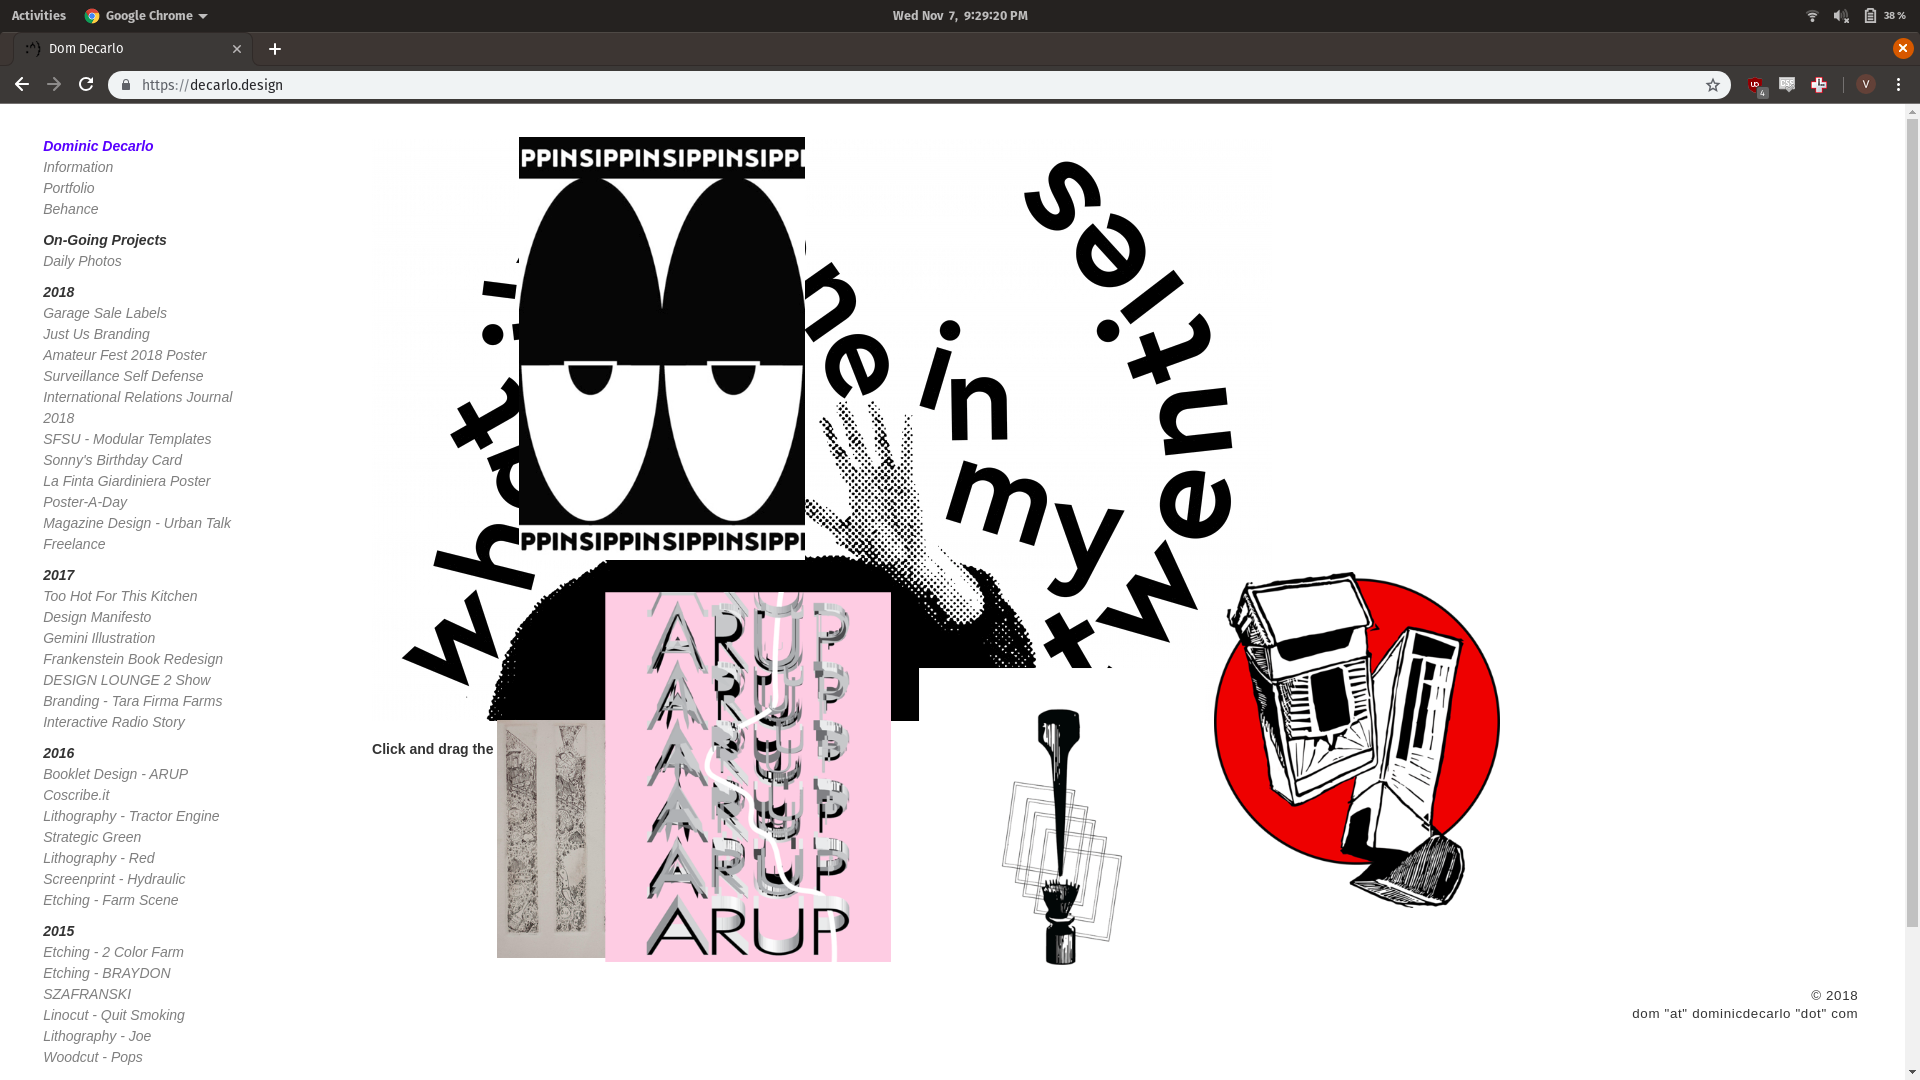 Activities
Google Chrome
Wed Nov 7, 9:29:20 PM
38 %
Dom Decarlo
https://decarlo.design
4
V
Dominic Decarlo
Information
Portfolio
Behance
On-Going Projects
Daily Photos
2018
Garage Sale Labels
Just Us Branding
Amateur Fest 2018 Poster
Surveillance Self Defense
International Relations Journal
2018
SFSU - Modular Templates
Sonny's Birthday Card
La Finta Giardiniera Poster
Poster-A-Day
Magazine Design - Urban Talk
Freelance
2017
Too Hot For This Kitchen
Design Manifesto
Gemini Illustration
Frankenstein Book Redesign
DESIGN LOUNGE 2 Show
Branding - Tara Firma Farms
Interactive Radio Story
2016
Booklet Design - ARUP
Coscribe.it
Lithography - Tractor Engine
Strategic Green
Lithography - Red
Screenprint - Hydraulic
Etching - Farm Scene
2015
Etching - 2 Color Farm
Etching - BRAYDON
SZAFRANSKI
Linocut - Quit Smoking
Lithography - Joe
Woodcut - Pops
PPINSIPPINSIPPINSIPPI
PPINSIPPINSIPPINSIPPI
in
my
twenties
Click and drag the
ARUP
ARUP
ARUP
ARUP
ARUP
ARUP
© 2018
dom "at" dominicdecarlo "dot" com